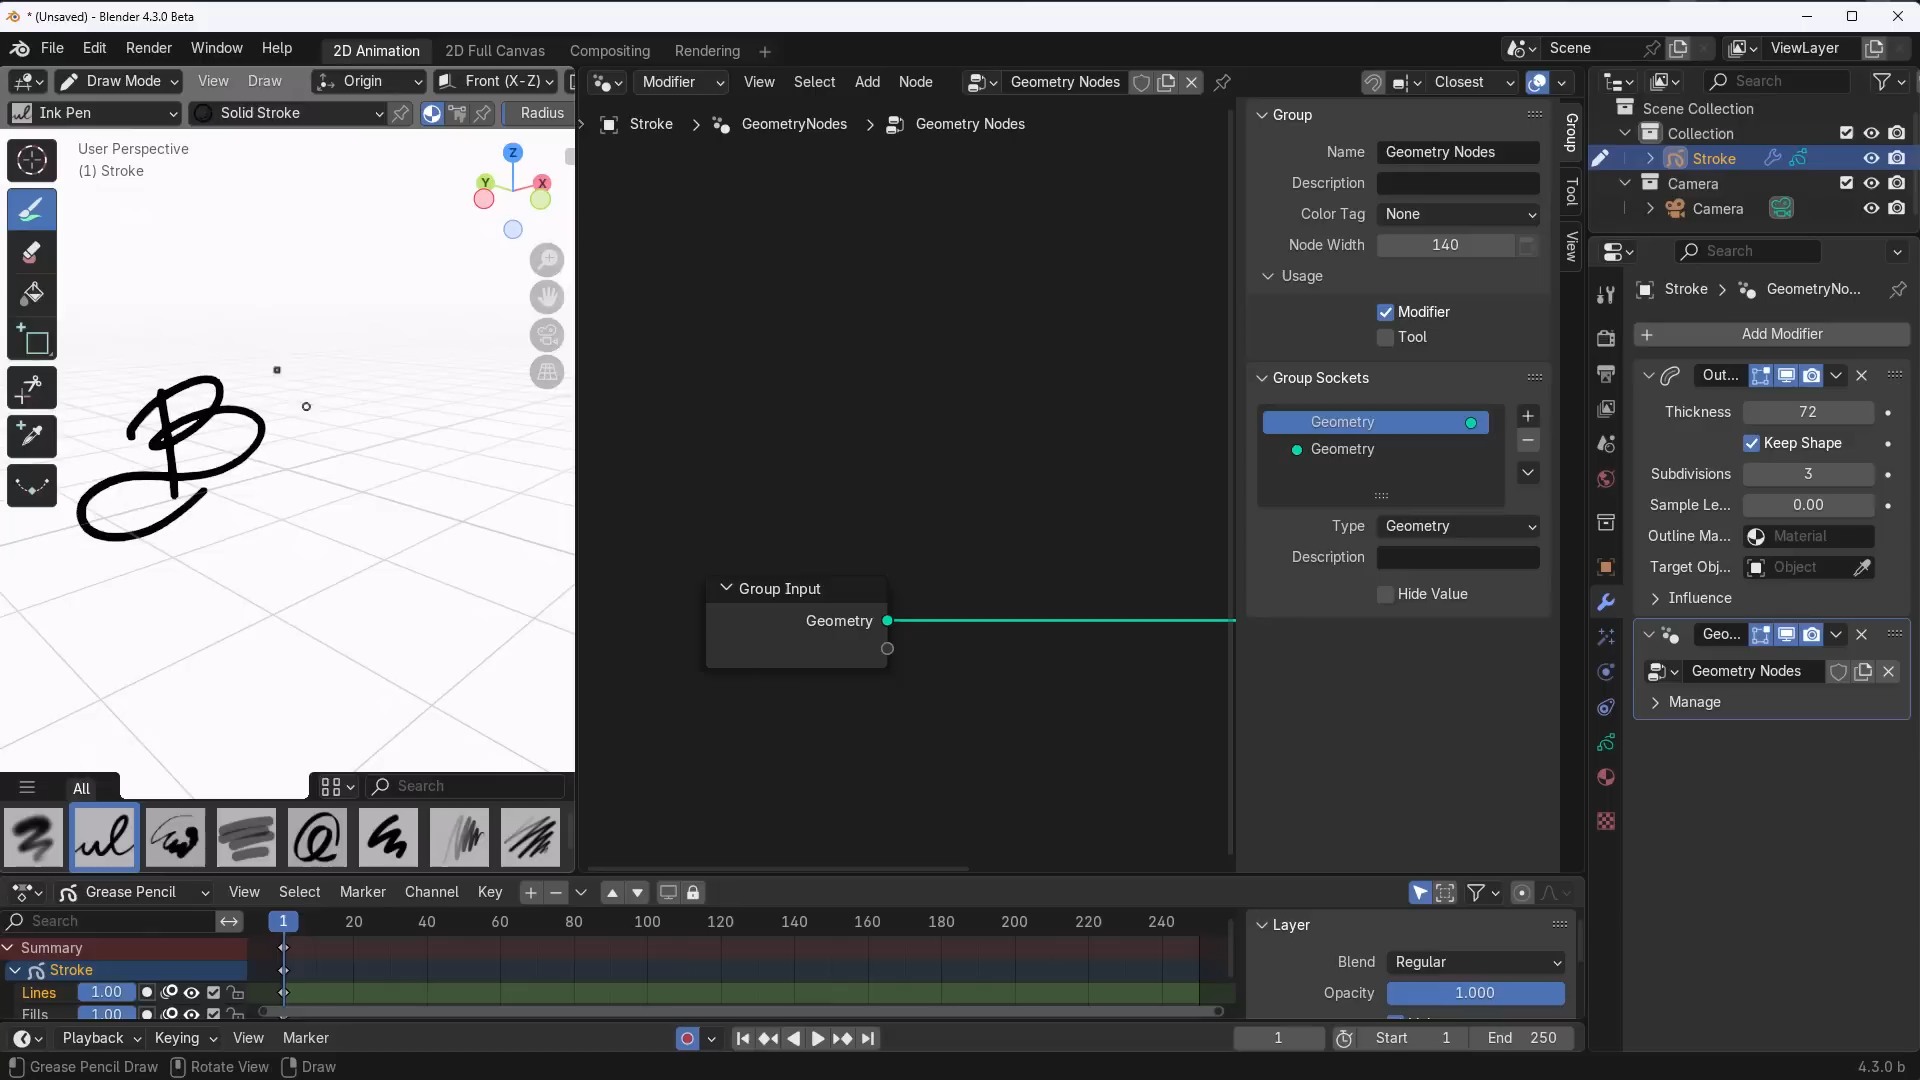 * (Unsaved) - Blender 4.3.0 Beta
File Edit Render Window Help 2D Animation 2D Full Canvas Compositing Rendering Scene ViewLayer
Draw Mode View Draw Origin Front (X-Z) Modifier View Select Add Node Geometry Nodes Closest Search
Ink Pen Solid Stroke Radius
Scene Collection
Collection
Stroke
Camera
Camera
Stroke GeometryNodes Geometry Nodes
User Perspective
(1) Stroke
Z
Y X
B
Group
Name Geometry Nodes
Description
Color Tag None
Node Width 140
Usage
Modifier
Tool
Group Sockets
Geometry
Geometry
Type Geometry
Description
Hide Value
Group
Tool
View
Group Input
Geometry
Search
Stroke GeometryNo...
Add Modifier
Out...
Thickness 72
Keep Shape
Subdivisions 3
Sample Le... 0.00
Outline Ma... Material
Target Obj... Object
Influence
Geo...
Geometry Nodes
Manage
All Search
Grease Pencil View Select Marker Channel Key
Search 1 20 40 60 80 100 120 140 160 180 200 220 240
Summary
Stroke
Lines 1.00
Fills 1.00
Layer
Blend Regular
Opacity 1.000
Playback Keying View Marker 1 Start 1 End 250
Grease Pencil Draw Rotate View Draw 4.3.0 b